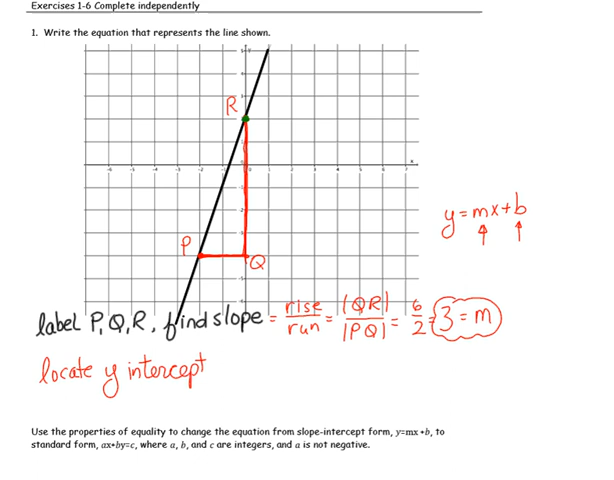 Exercises 1-6 Complete independently
1. Write the equation that represents the line shown.
R
P
Q
y=mx+b
label P,Q,R, find slope = rise/run = |QR|/|PQ| = 6/2 = 3 = m
locate y intercept
Use the properties of equality to change the equation from slope-intercept form, y=mx+b, to
standard form, ax+by=c, where a, b, and c are integers, and a is not negative.